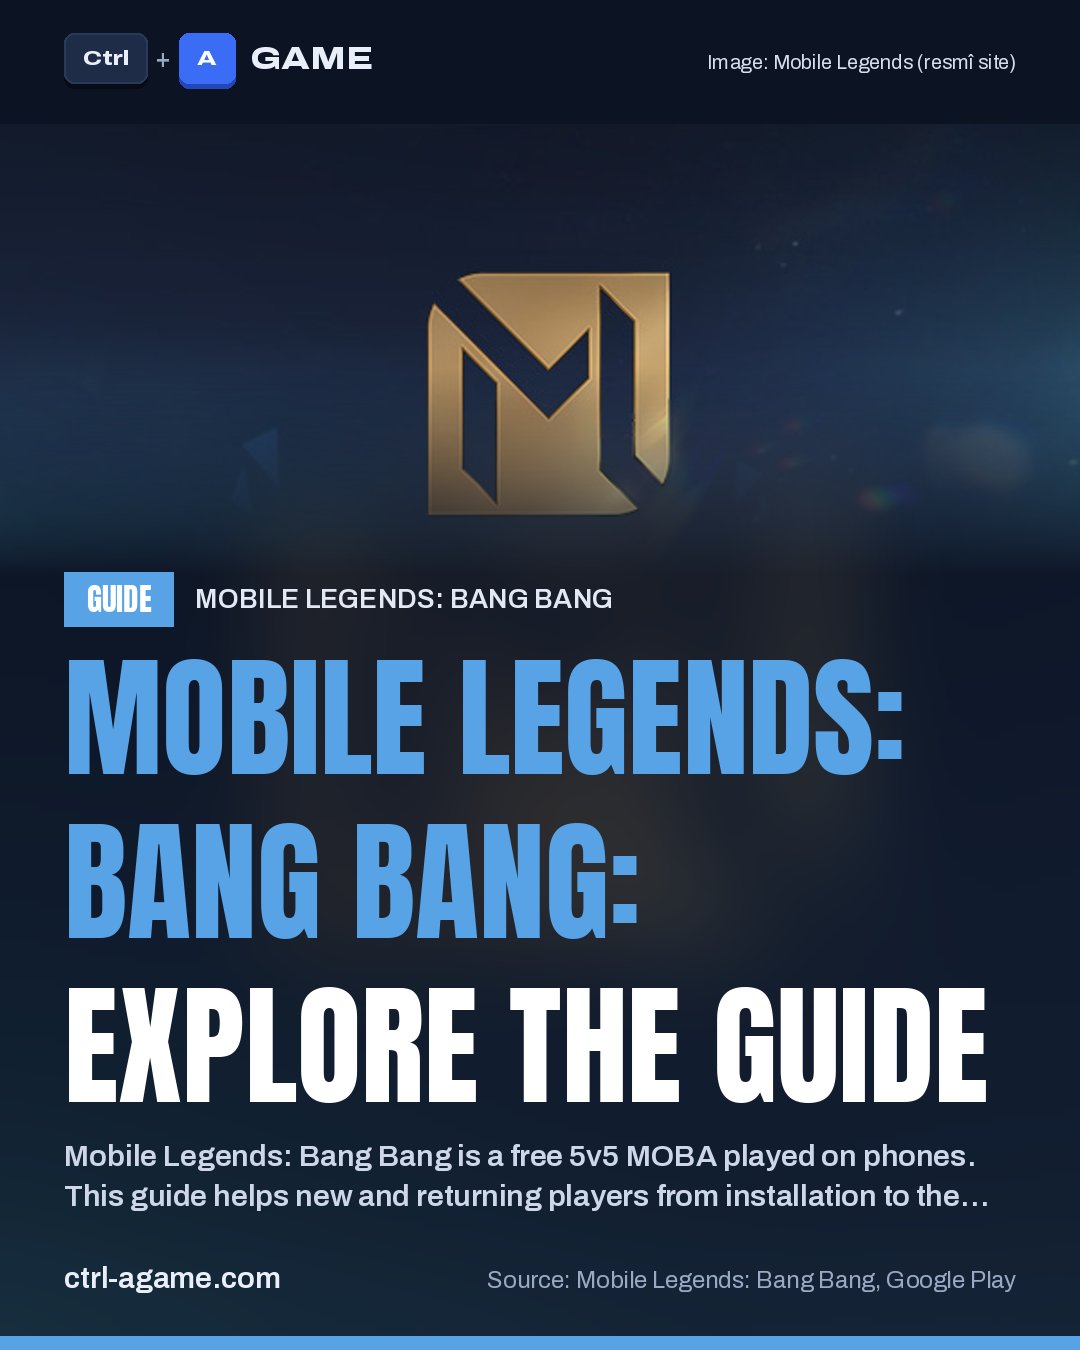 Ctrl + A GAME
Image: Mobile Legends (resmî site)
GUIDE MOBILE LEGENDS: BANG BANG
MOBILE LEGENDS:
BANG BANG:
EXPLORE THE GUIDE
Mobile Legends: Bang Bang is a free 5v5 MOBA played on phones.
This guide helps new and returning players from installation to the...
ctrl-agame.com
Source: Mobile Legends: Bang Bang, Google Play